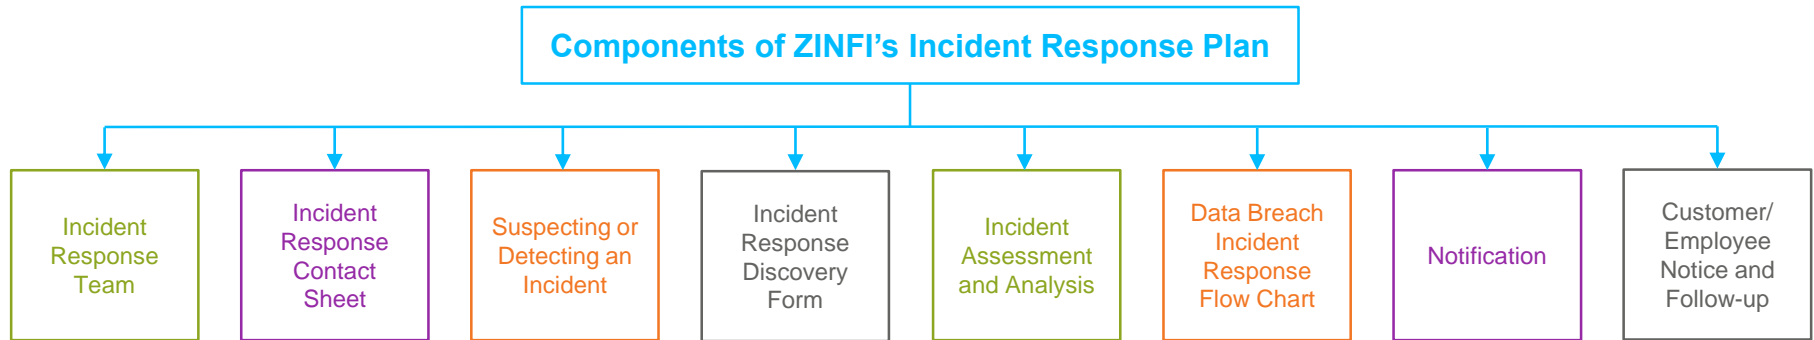 Components of ZINFI's Incident Response Plan
Incident
Response
Team
Incident
Response
Contact
Sheet
Suspecting or
Detecting an
Incident
Incident
Response
Discovery
Form
Incident
Assessment
and Analysis
Data Breach
Incident
Response
Flow Chart
Notification
Customer/
Employee
Notice and
Follow-up